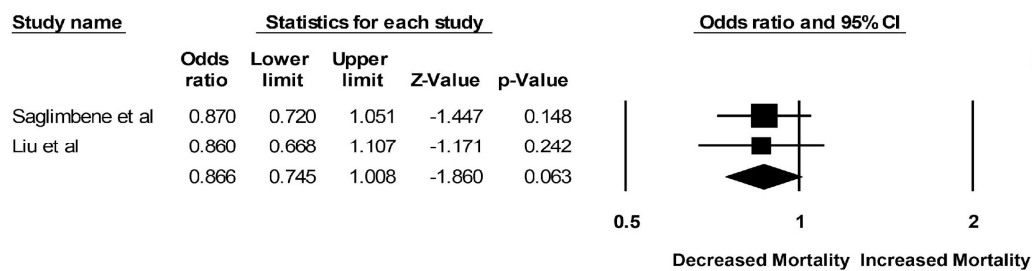 Study name Statistics for each study Odds ratio and 95% CI
Odds ratio Lower limit Upper limit Z-Value p-Value
Saglimbene et al 0.870 0.720 1.051 -1.447 0.148
Liu et al 0.860 0.668 1.107 -1.171 0.242
0.866 0.745 1.008 -1.860 0.063
0.5 1 2
Decreased Mortality Increased Mortality